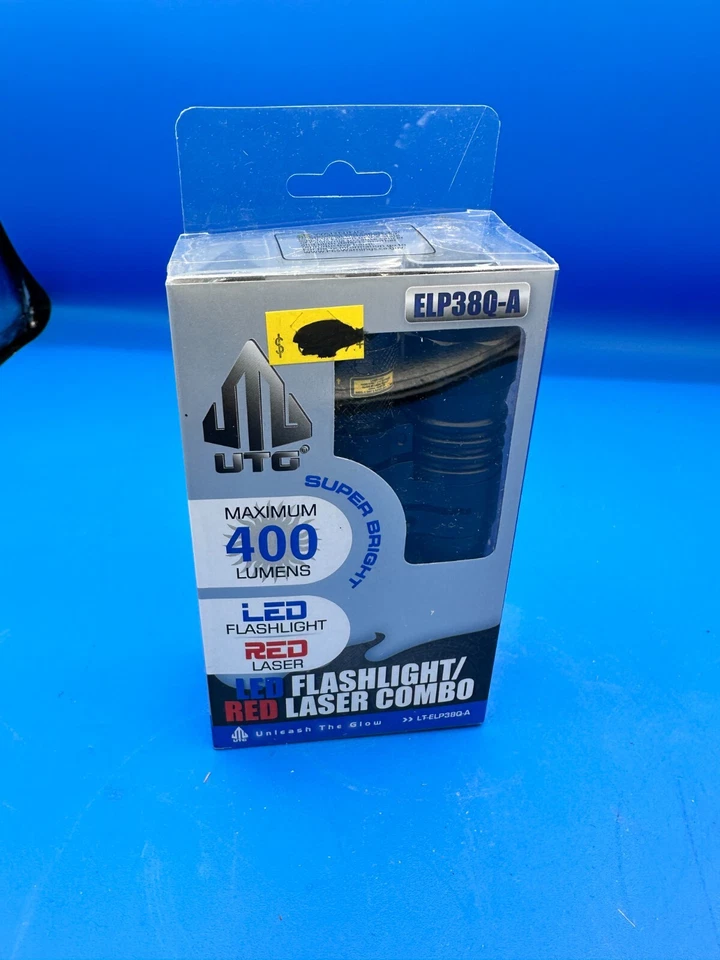 ELP38Q-A
$
UTG®
SUPER BRIGHT
MAXIMUM
400
LUMENS
LED
FLASHLIGHT
RED
LASER
LED FLASHLIGHT/
RED LASER COMBO
UTG Unleash The Glow >> LT-ELP38Q-A